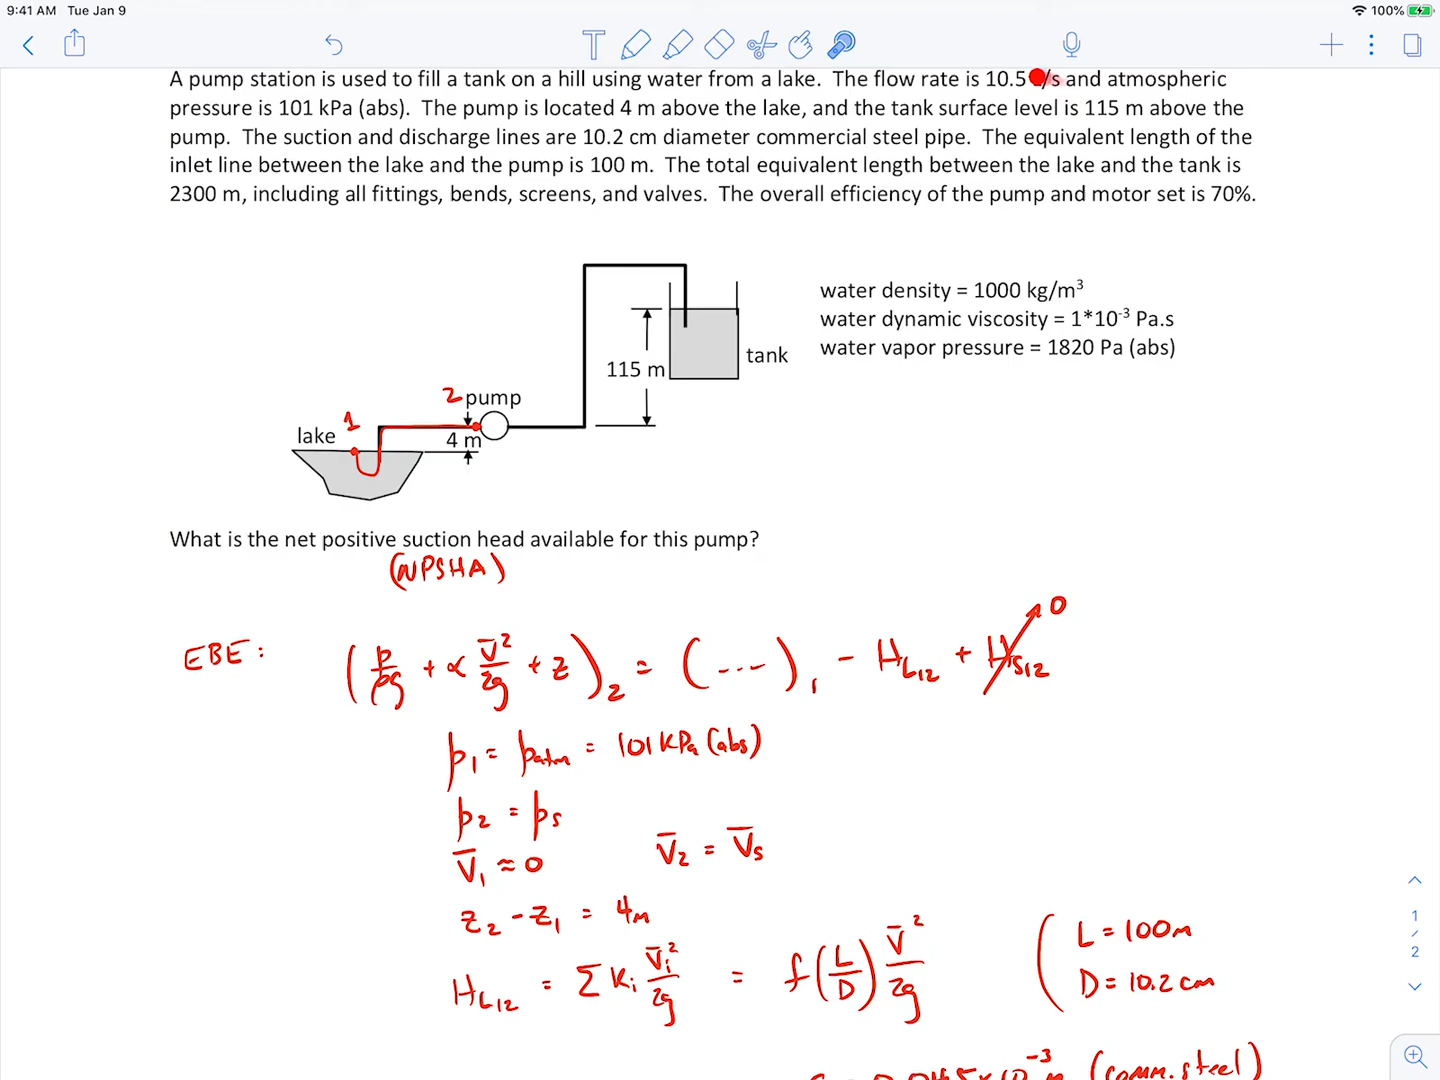 9:41 AM Tue Jan 9
100%
A pump station is used to fill a tank on a hill using water from a lake. The flow rate is 10.5 /s and atmospheric
pressure is 101 kPa (abs). The pump is located 4 m above the lake, and the tank surface level is 115 m above the
pump. The suction and discharge lines are 10.2 cm diameter commercial steel pipe. The equivalent length of the
inlet line between the lake and the pump is 100 m. The total equivalent length between the lake and the tank is
2300 m, including all fittings, bends, screens, and valves. The overall efficiency of the pump and motor set is 70%.
water density = 1000 kg/m³
water dynamic viscosity = 1*10⁻³ Pa.s
water vapor pressure = 1820 Pa (abs)
tank
115 m
2 pump
1
lake
4 m
What is the net positive suction head available for this pump?
(NPSHA)
EBE: (p/ρg + α V̄²/2g + z)₂ = (...)₁ - H_L12 + H_S12 0
p₁ = p_atm = 101 kPa (abs)
p₂ = p_s
V̄₁ ≈ 0 V̄₂ = V̄_s
z₂ - z₁ = 4m
H_L12 = Σ K_i V̄_i²/2g = f (L/D) V̄²/2g
L = 100m
D = 10.2 cm
1
/
2
(comm. steel)